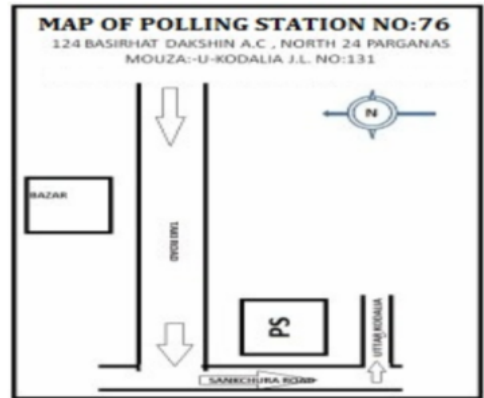 MAP OF POLLING STATION NO:76
124 BASIRHAT DAKSHIN A.C , NORTH 24 PARGANAS
MOUZA:-U-KODALIA J.L. NO:131
N
BAZAR
TAKI ROAD
PS
UTTAR KODALIA
SANKCHURA ROAD